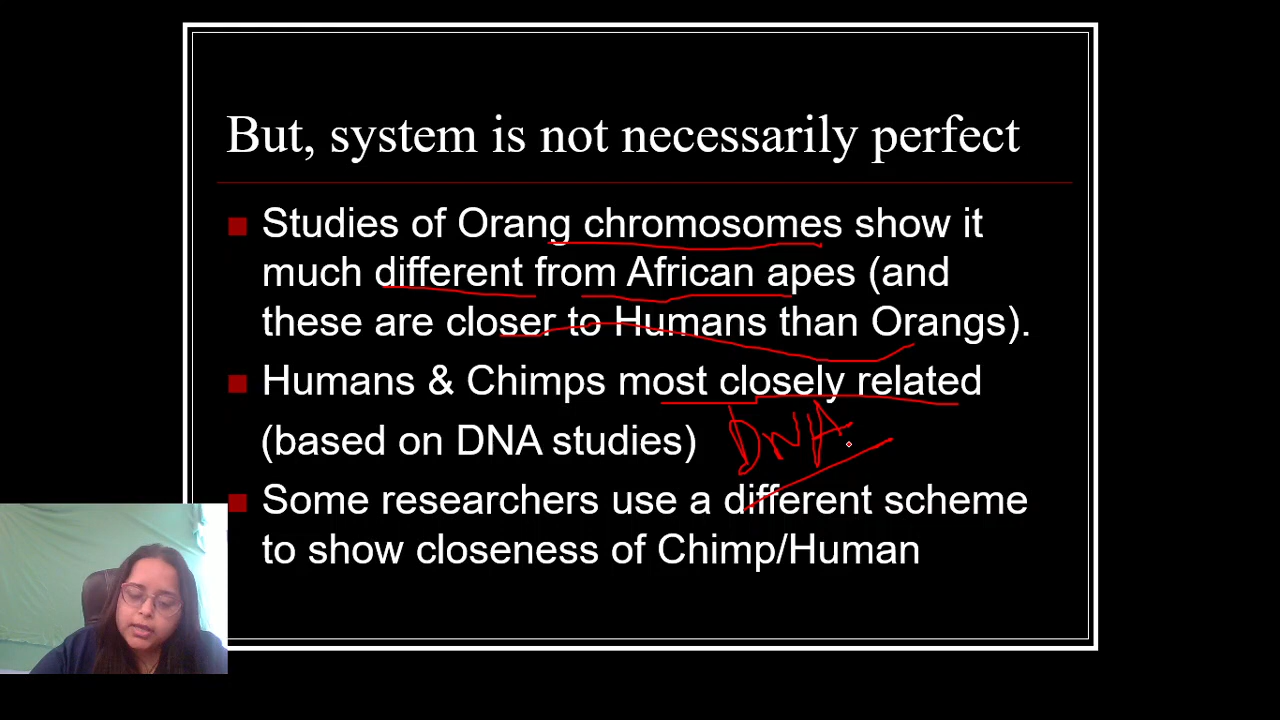 But, system is not necessarily perfect
Studies of Orang chromosomes show it
much different from African apes (and
these are closer to Humans than Orangs).
Humans & Chimps most closely related
(based on DNA studies)
DNA
Some researchers use a different scheme
to show closeness of Chimp/Human